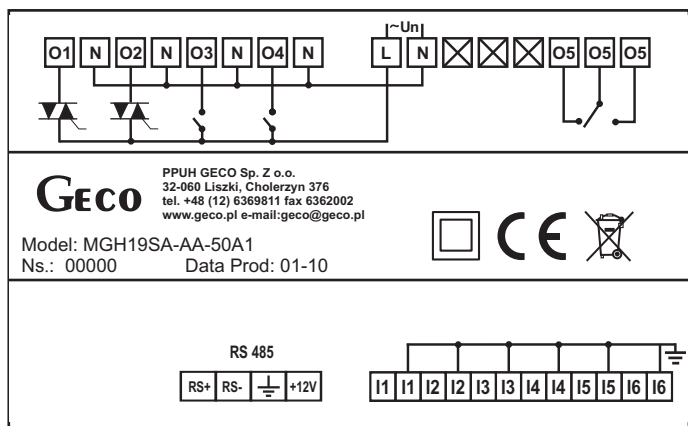 ~Un
O1 N O2 N O3 N O4 N L N O5 O5 O5
GECO
PPUH GECO Sp. Z o.o.
32-060 Liszki, Cholerzyn 376
tel. +48 (12) 6369811 fax 6362002
www.geco.pl e-mail:geco@geco.pl
Model: MGH19SA-AA-50A1
Ns.: 00000 Data Prod: 01-10
CE
RS 485
RS+ RS- +12V
I1 I1 I2 I2 I3 I3 I4 I4 I5 I5 I6 I6